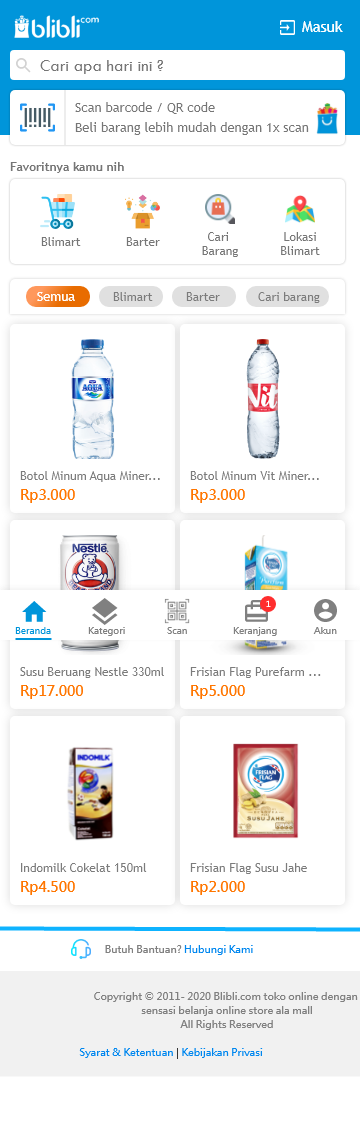 blibli.com
Masuk
Cari apa hari ini ?
Scan barcode / QR code
Beli barang lebih mudah dengan 1x scan
Favoritnya kamu nih
Blimart
Barter
Cari
Barang
Lokasi
Blimart
Semua
Blimart
Barter
Cari barang
AQUA
Vit
Botol Minum Aqua Miner...
Rp3.000
Botol Minum Vit Miner...
Rp3.000
Nestlē
BEAR BRAND
Beranda
Kategori
Scan
1
Keranjang
Akun
Susu Beruang Nestle 330ml
Rp17.000
Frisian Flag Purefarm ...
Rp5.000
INDOMILK
FRISIAN FLAG
SUSU JAHE
Indomilk Cokelat 150ml
Rp4.500
Frisian Flag Susu Jahe
Rp2.000
Butuh Bantuan? Hubungi Kami
Copyright © 2011- 2020 Blibli.com toko online dengan
sensasi belanja online store ala mall
All Rights Reserved
Syarat & Ketentuan | Kebijakan Privasi